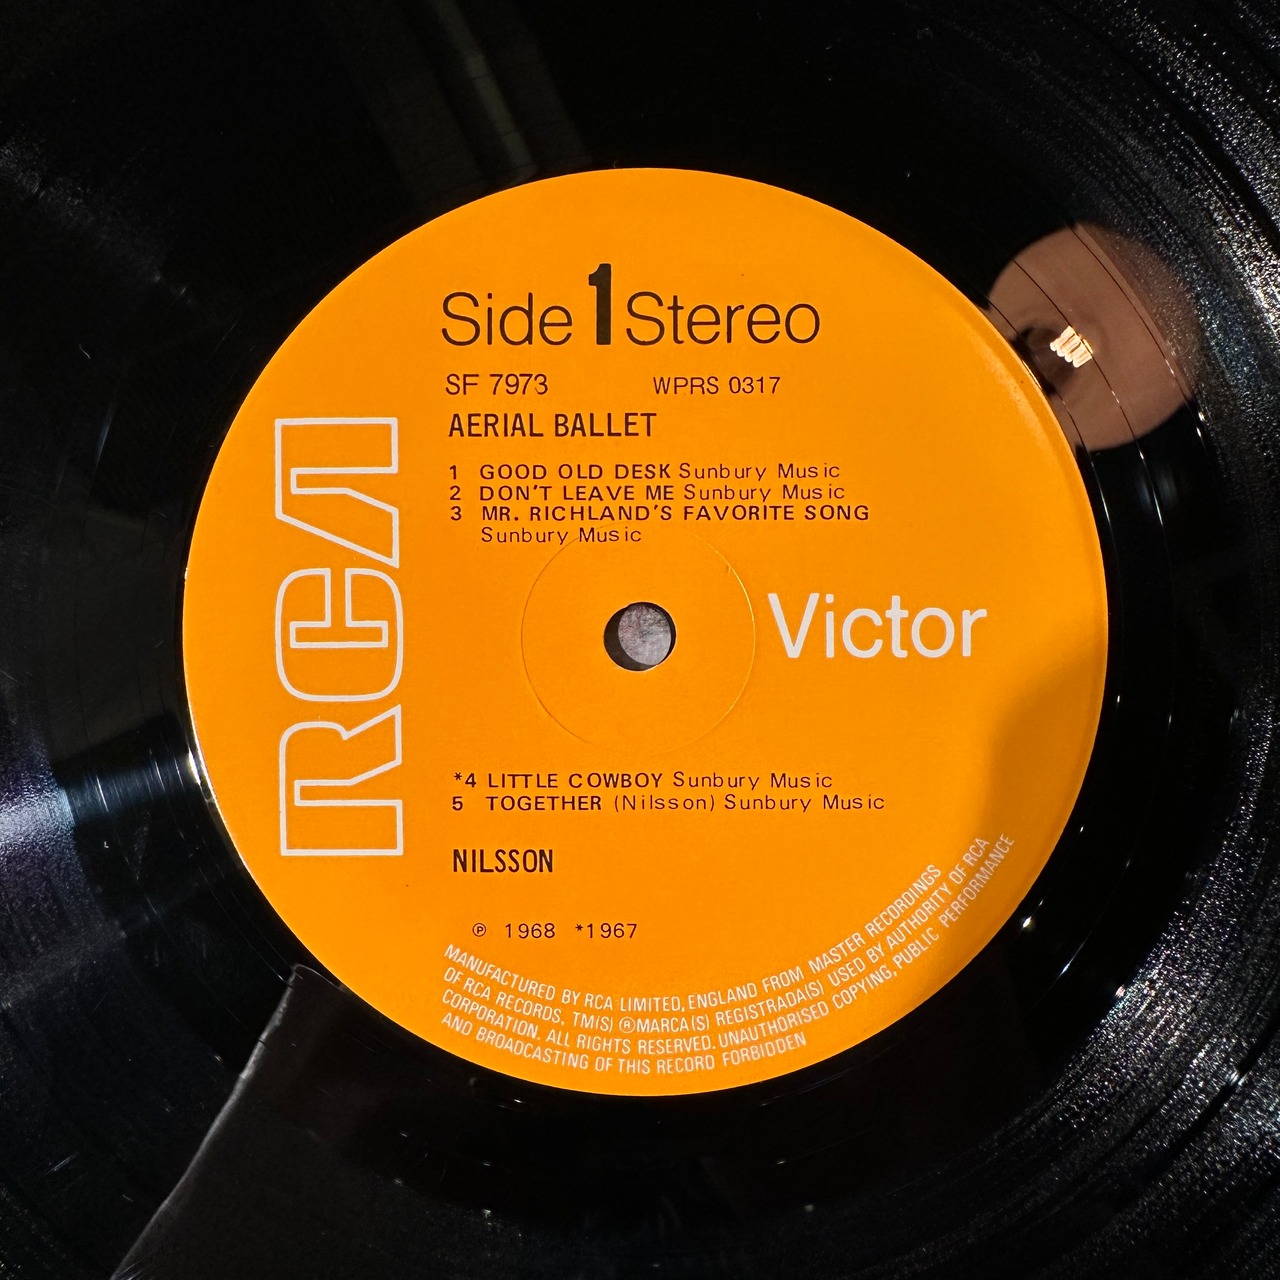 Side 1 Stereo
SF 7973 WPRS 0317
AERIAL BALLET
1 GOOD OLD DESK Sunbury Music
2 DON'T LEAVE ME Sunbury Music
3 MR. RICHLAND'S FAVORITE SONG
Sunbury Music
RCA
Victor
*4 LITTLE COWBOY Sunbury Music
5 TOGETHER (Nilsson) Sunbury Music
NILSSON
℗ 1968 *1967
MANUFACTURED BY RCA LIMITED, ENGLAND FROM MASTER RECORDINGS
OF RCA RECORDS, TM(S) ® MARCA(S) REGISTRADA(S) USED BY AUTHORITY OF RCA
CORPORATION. ALL RIGHTS RESERVED. UNAUTHORISED COPYING, PUBLIC PERFORMANCE
AND BROADCASTING OF THIS RECORD FORBIDDEN